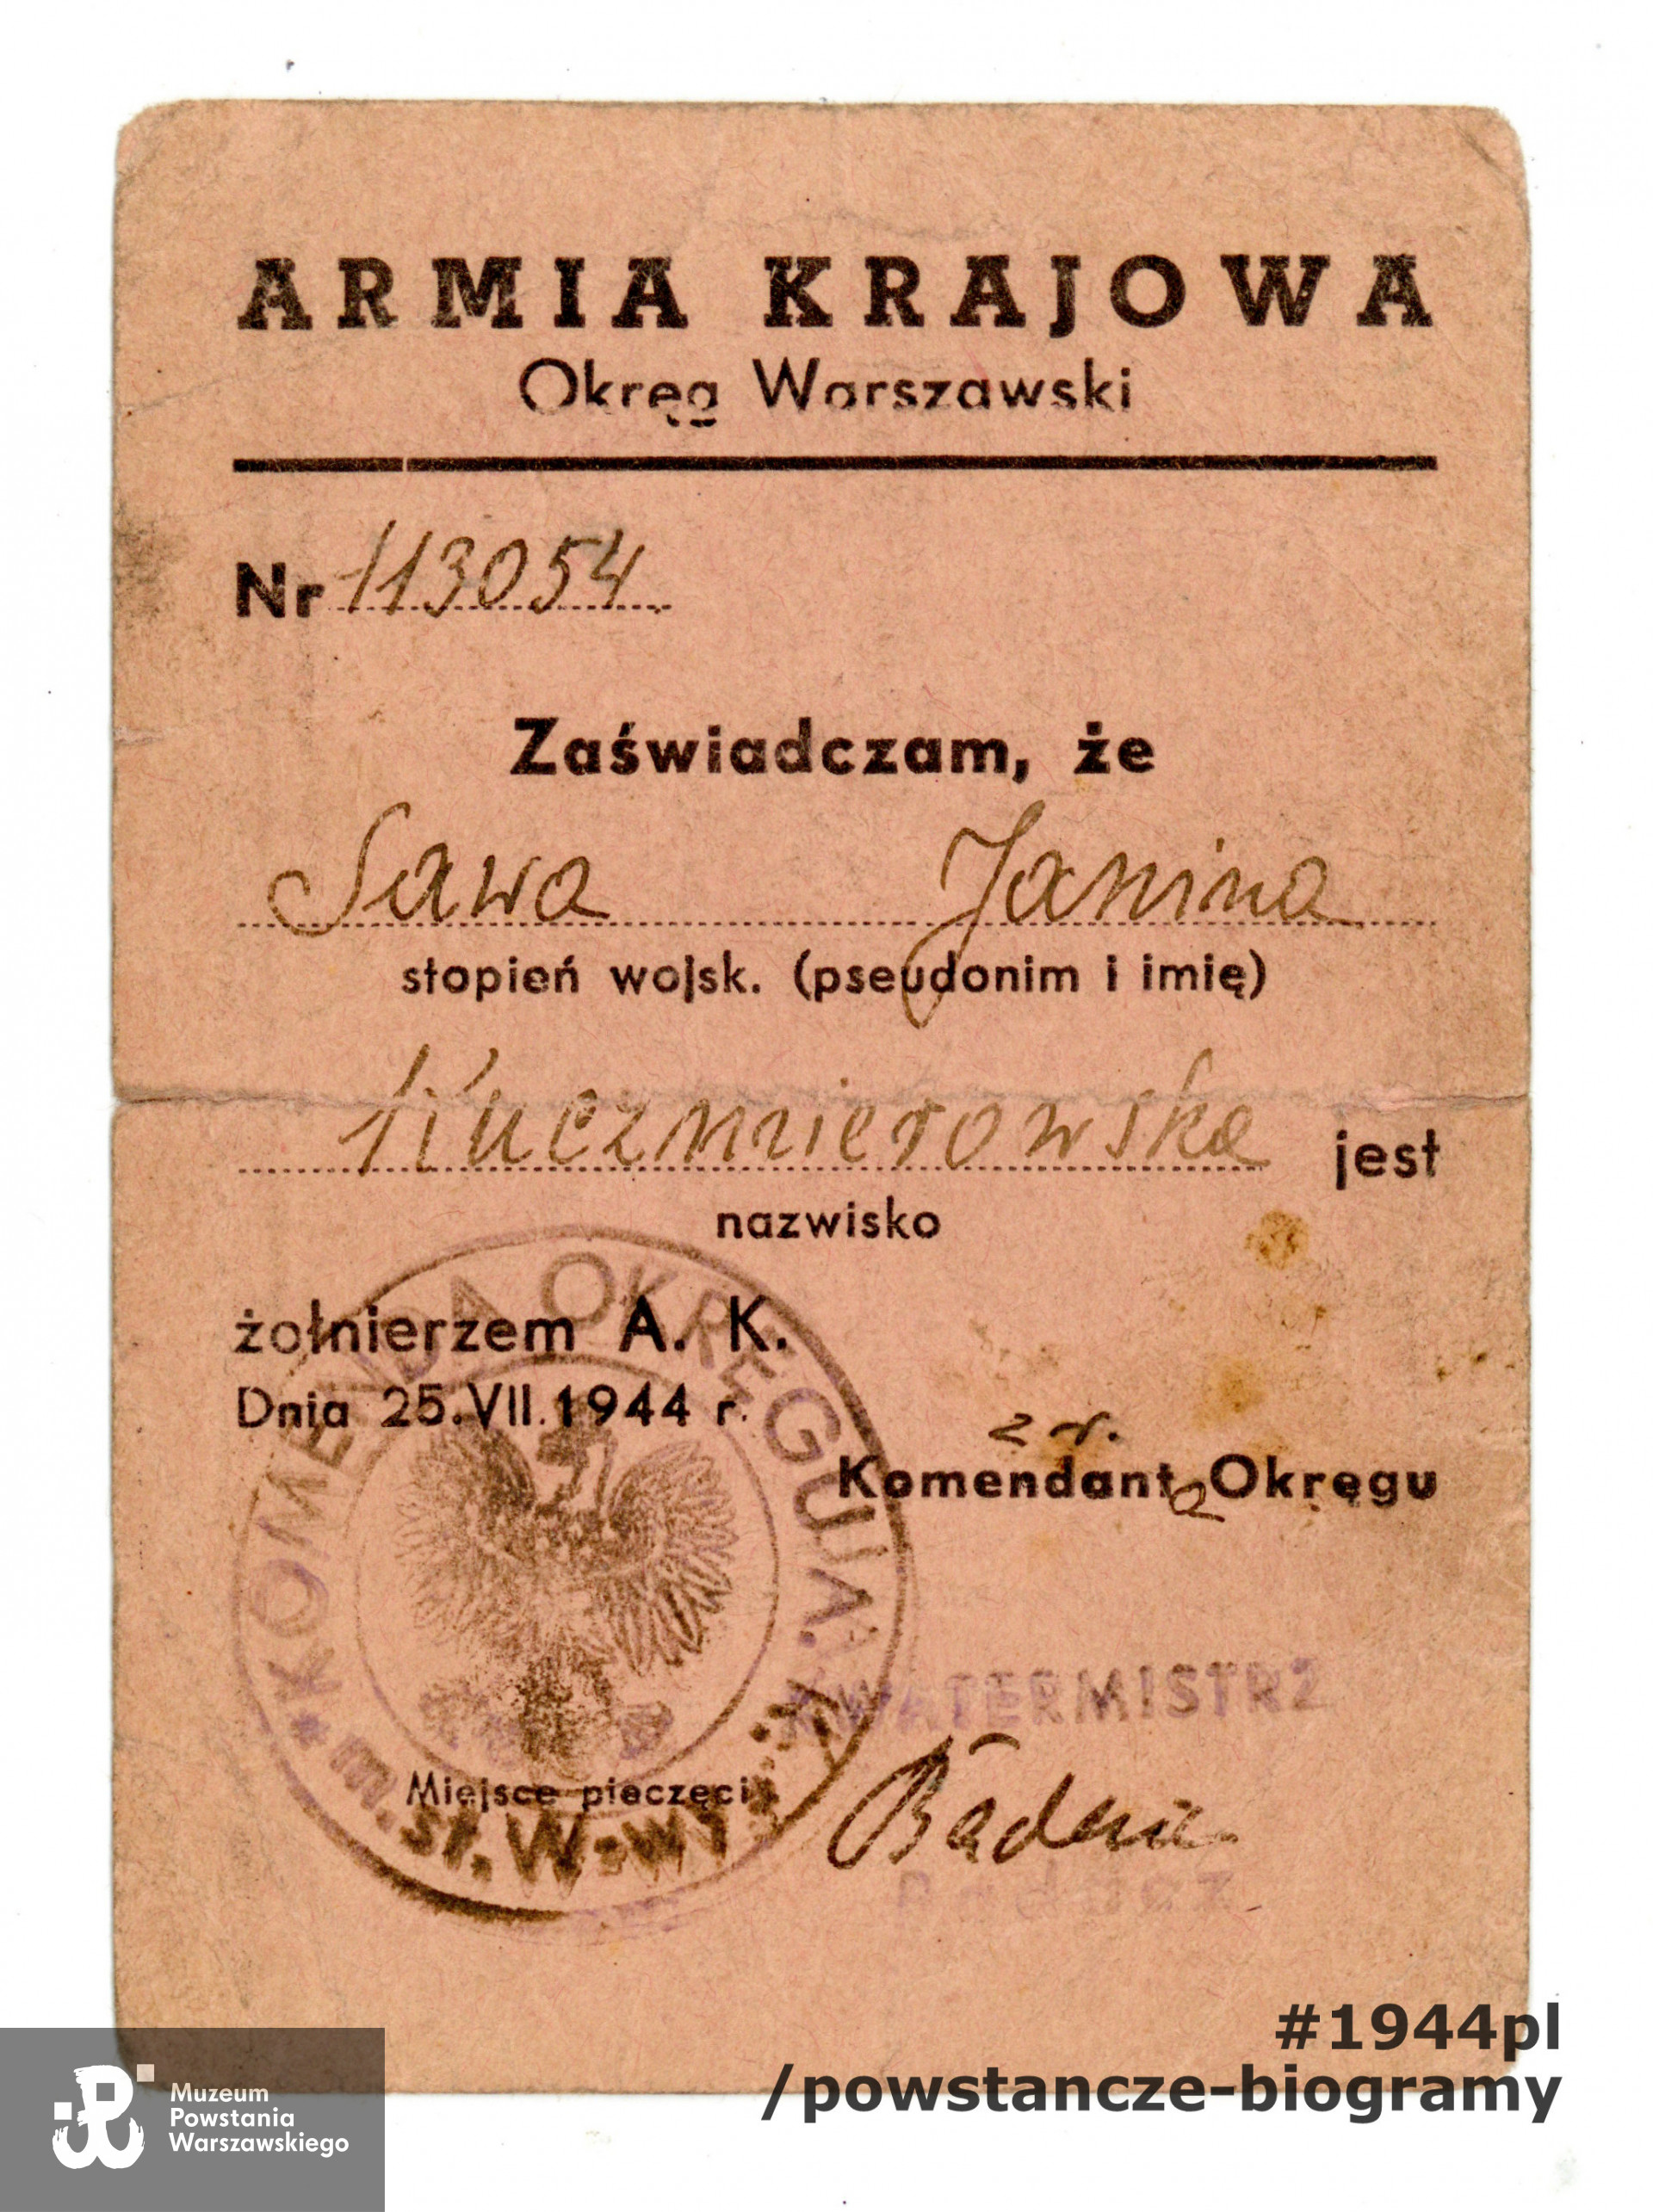 ARMIA KRAJOWA
Okręg Warszawski
Nr 113054
Zaświadczam, że
Sawa Janina
stopień wojsk. (pseudonim i imię)
Kuczmierowska jest
nazwisko
żołnierzem A. K.
Dnia 25.VII.1944 r.
z r.
Komendanta Okręgu
KOMENDA OKRĘGU A. K.
m. st. W-wy
KWATERMISTRZ
Miejsce pieczęci
#1944pl
/powstancze-biogramy
Muzeum
Powstania
Warszawskiego